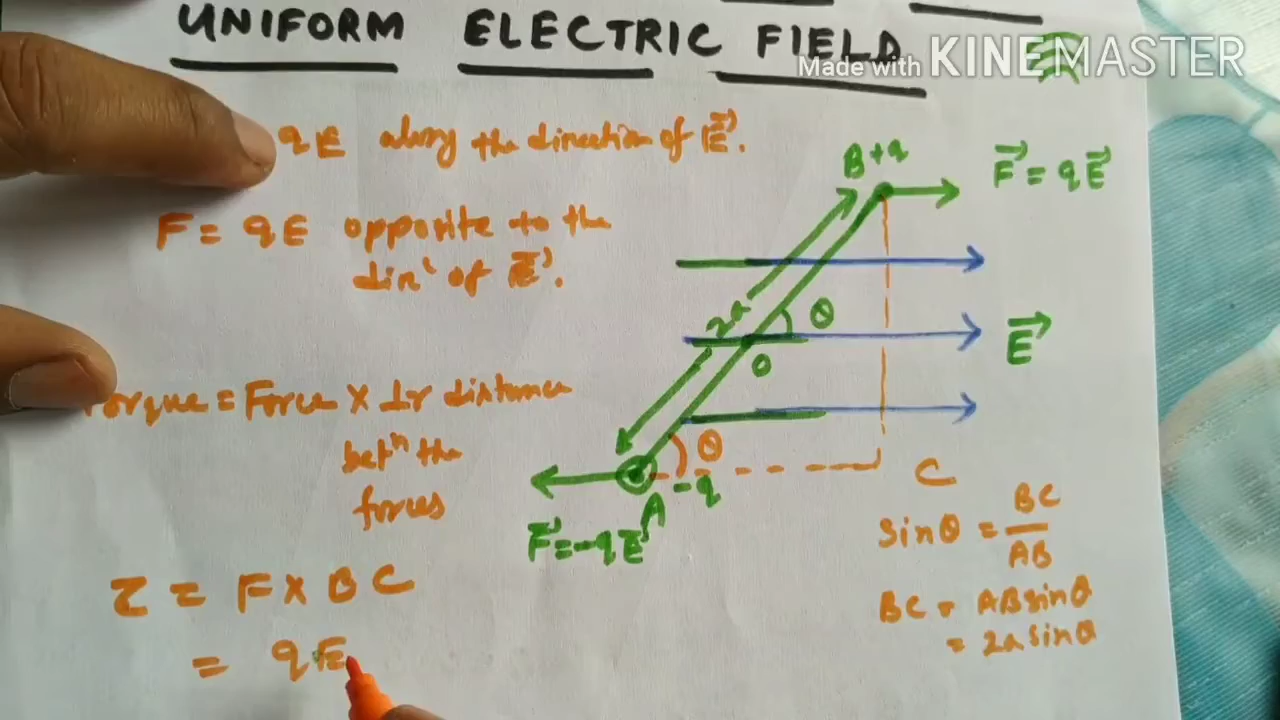 UNIFORM ELECTRIC FIELD
Made with KINEMASTER
qE along the direction of E⃗.
F = qE opposite to the
dirⁿ of E⃗.
B+q
F⃗ = qE⃗
2a
θ
O
E⃗
Torque = Force × ⊥r distance
betⁿ the
forces
θ
A -q
C
F⃗ = -qE⃗
sinθ = BC
AB
BC = AB sinθ
= 2a sinθ
τ = F × BC
= qE